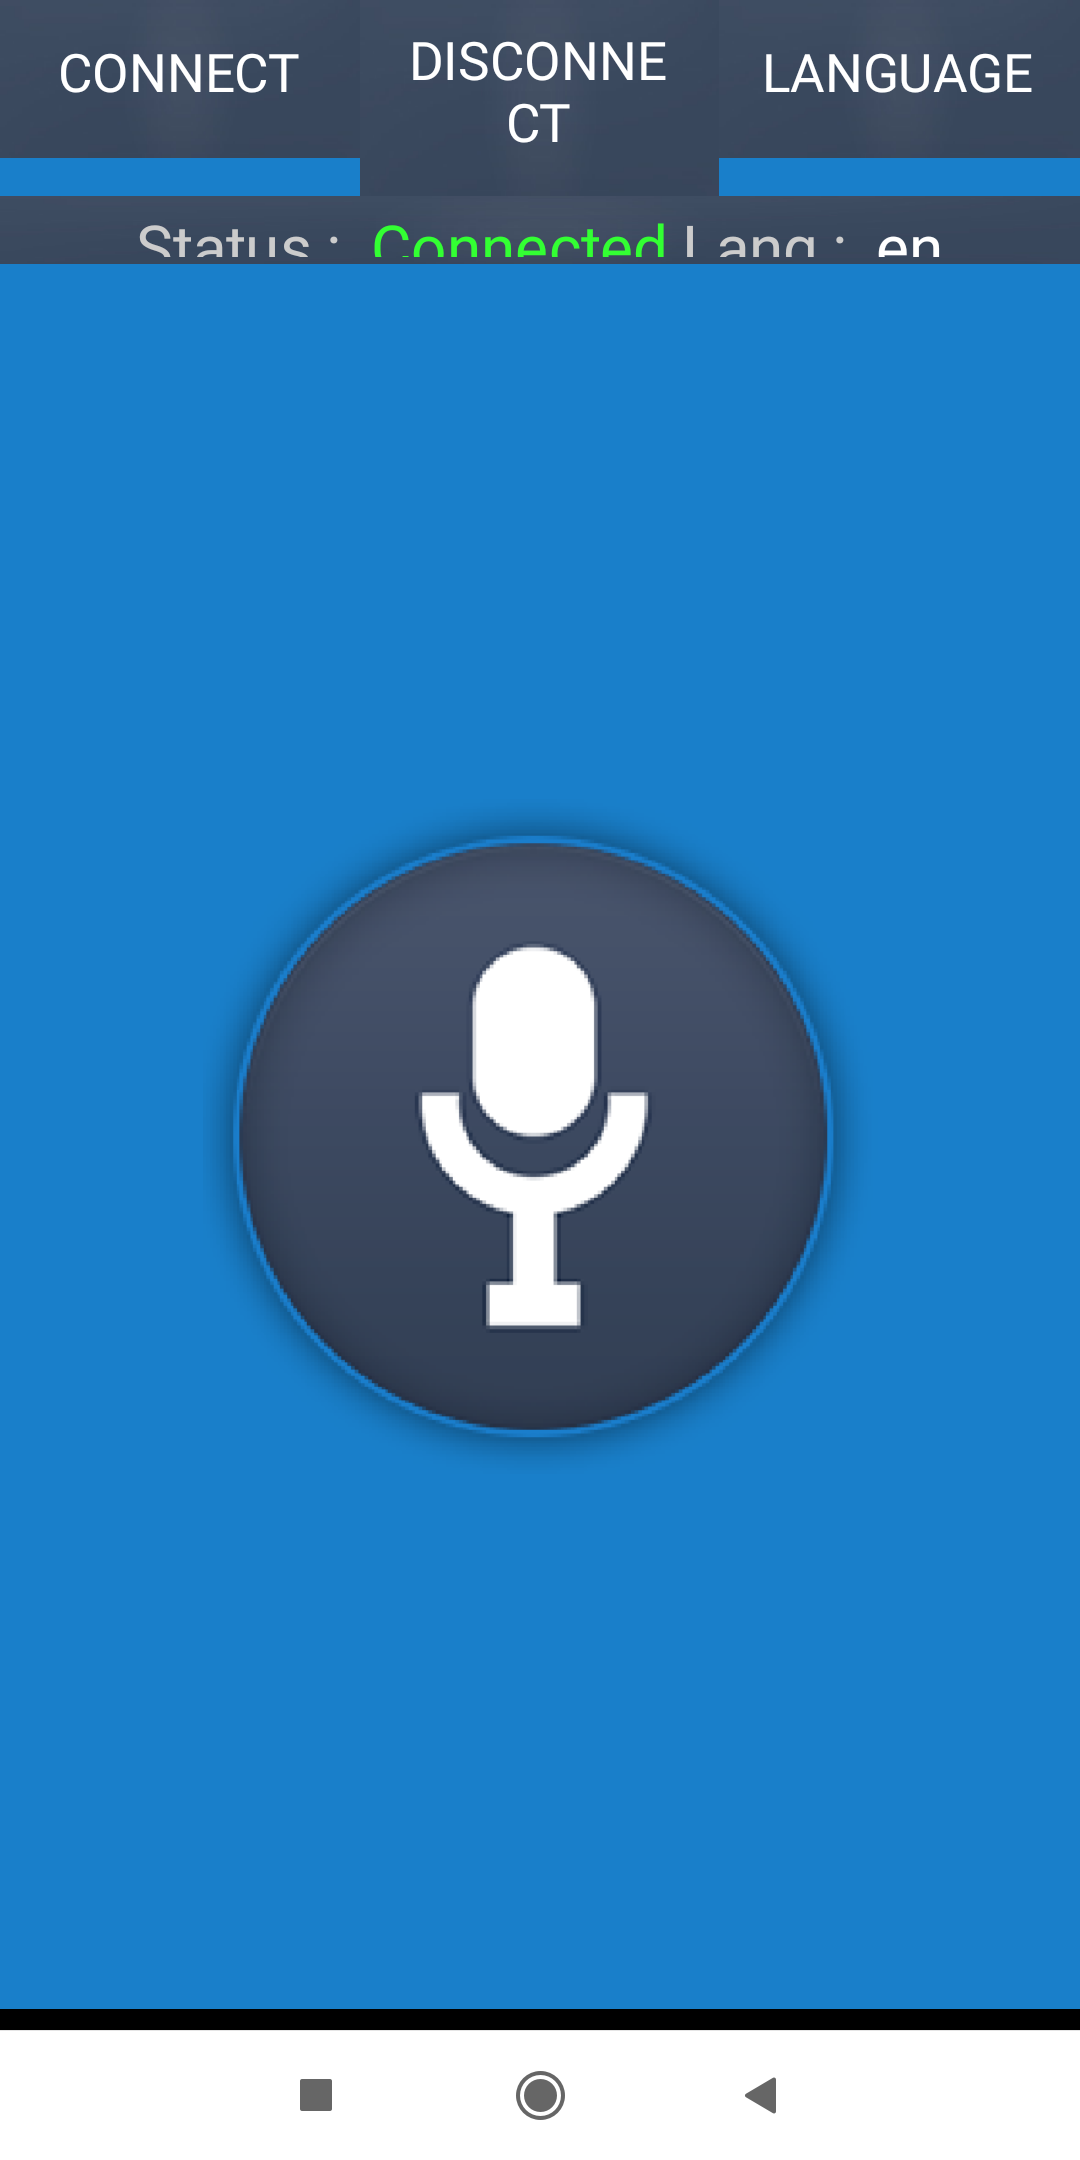 CONNECT
DISCONNE
CT
LANGUAGE
Status : Connected Lang : en